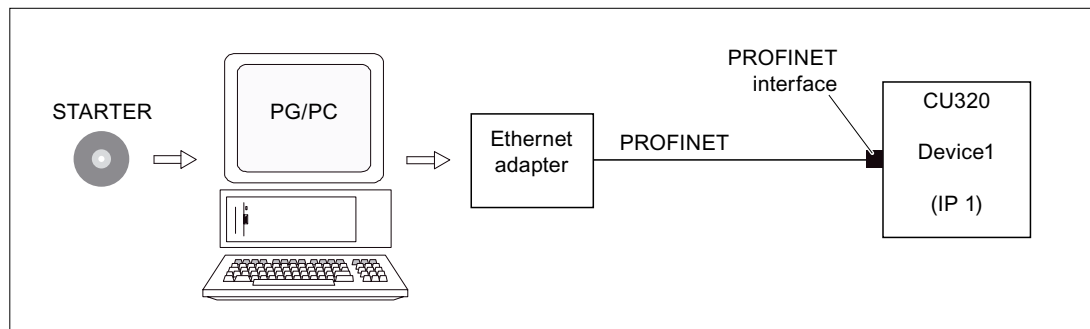 STARTER
PG/PC
Ethernet
adapter
PROFINET
PROFINET
interface
CU320
Device1
(IP 1)